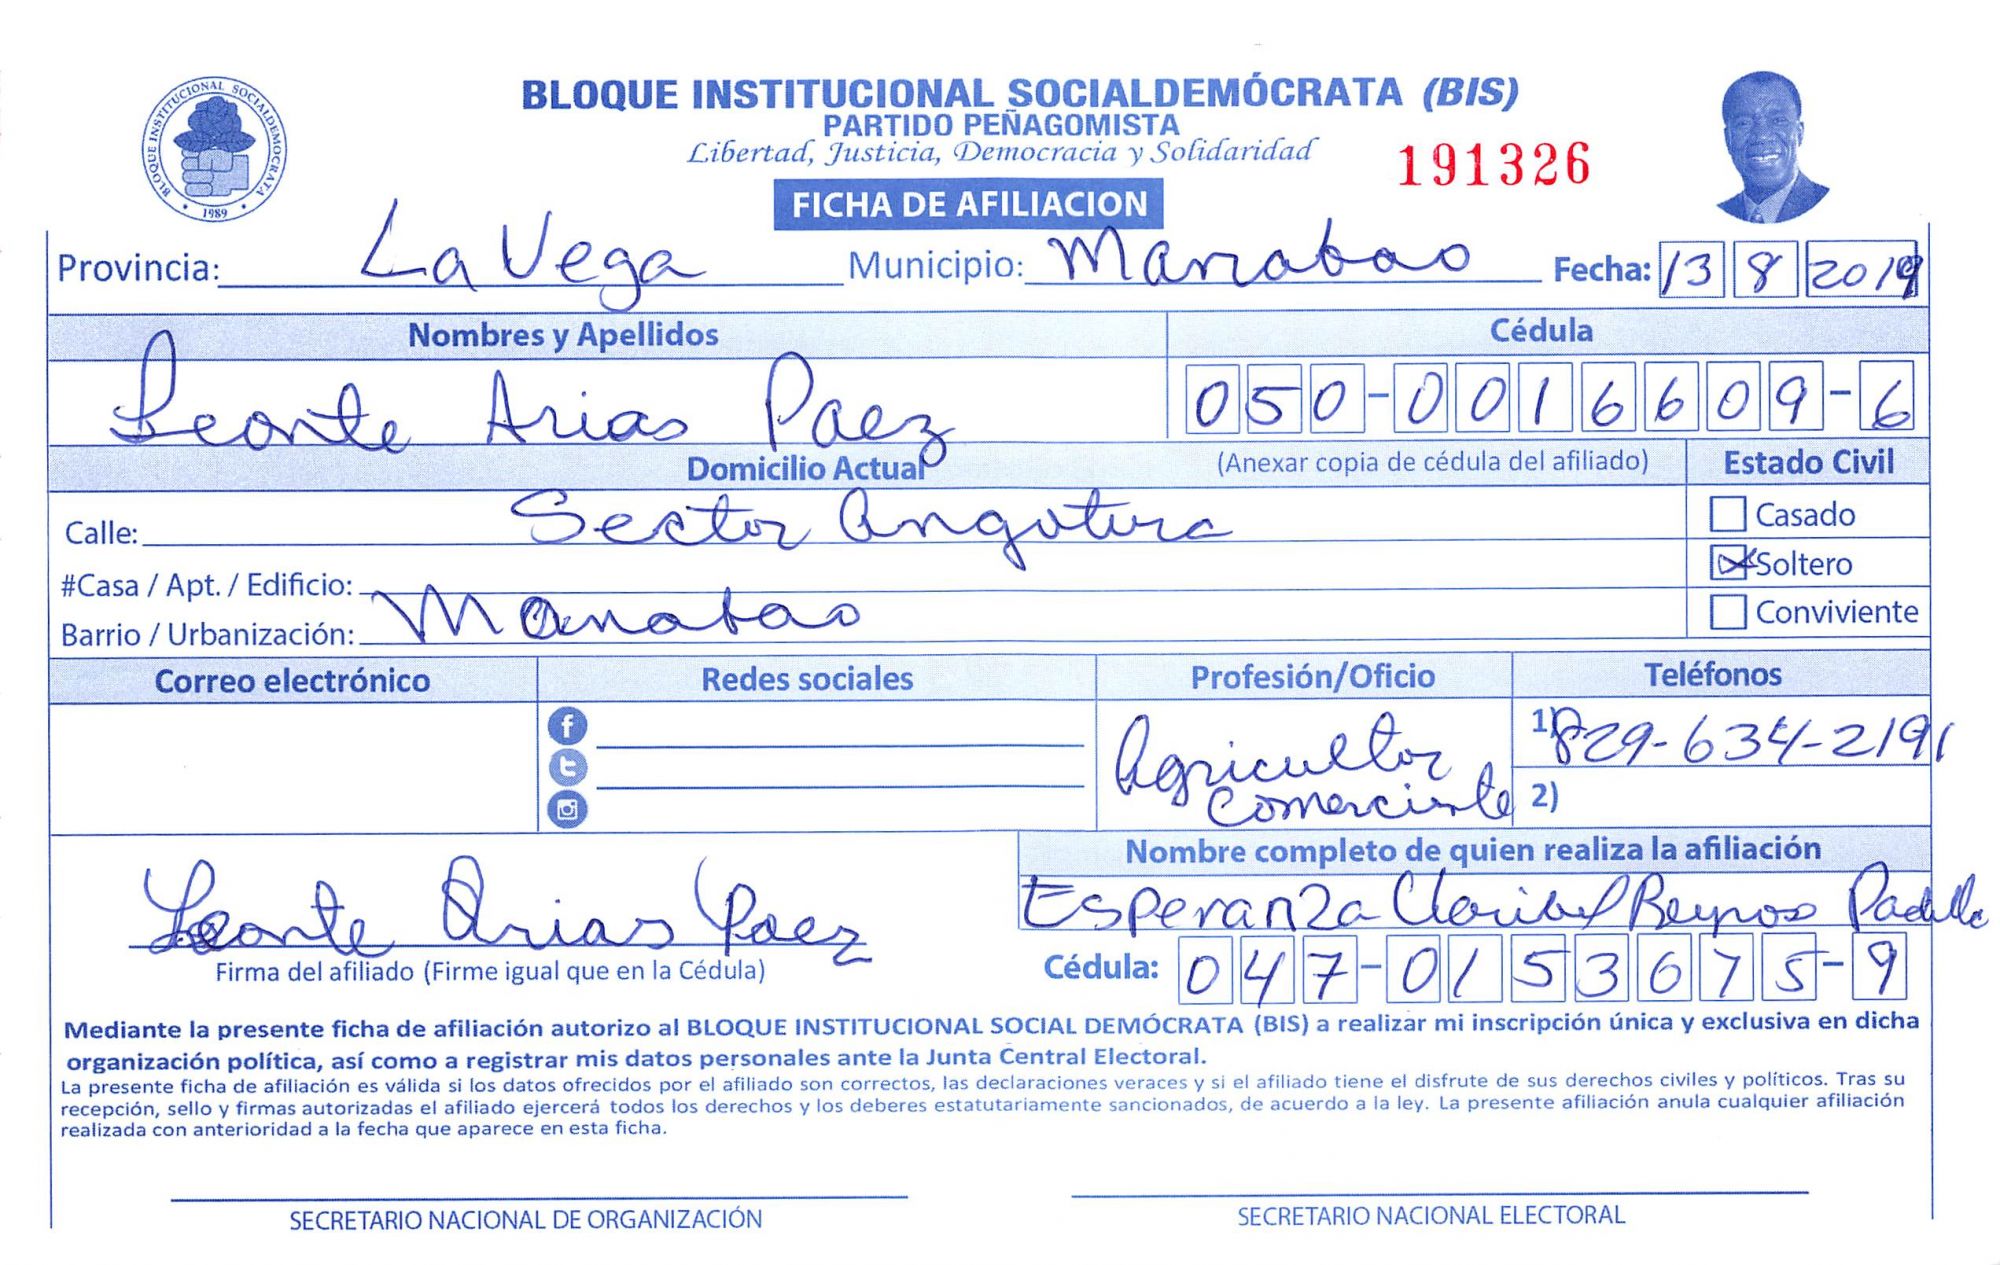 BLOQUE INSTITUCIONAL SOCIALDEMOCRATA
1989
BLOQUE INSTITUCIONAL SOCIALDEMÓCRATA (BIS)
PARTIDO PEÑAGOMISTA
Libertad, Justicia, Democracia y Solidaridad
191326
FICHA DE AFILIACION
Provincia: La Vega Municipio: Manabao Fecha: 13 8 2019
Nombres y Apellidos Cédula
Leonte Arias Paez 050-0016609-6
Domicilio Actual (Anexar copia de cédula del afiliado) Estado Civil
Calle: Sector Angotura Casado
#Casa / Apt. / Edificio: Soltero
Barrio / Urbanización: Manabao Conviviente
Correo electrónico Redes sociales Profesión/Oficio Teléfonos
Agricultor 1) 829-634-2191
Comerciante 2)
Nombre completo de quien realiza la afiliación
Leonte Arias Paez Esperanza Claribel Reynoso Padilla
Firma del afiliado (Firme igual que en la Cédula) Cédula: 047-0153675-9
Mediante la presente ficha de afiliación autorizo al BLOQUE INSTITUCIONAL SOCIAL DEMÓCRATA (BIS) a realizar mi inscripción única y exclusiva en dicha
organización política, así como a registrar mis datos personales ante la Junta Central Electoral.
La presente ficha de afiliación es válida si los datos ofrecidos por el afiliado son correctos, las declaraciones veraces y si el afiliado tiene el disfrute de sus derechos civiles y políticos. Tras su
recepción, sello y firmas autorizadas el afiliado ejercerá todos los derechos y los deberes estatutariamente sancionados, de acuerdo a la ley. La presente afiliación anula cualquier afiliación
realizada con anterioridad a la fecha que aparece en esta ficha.
SECRETARIO NACIONAL DE ORGANIZACIÓN SECRETARIO NACIONAL ELECTORAL